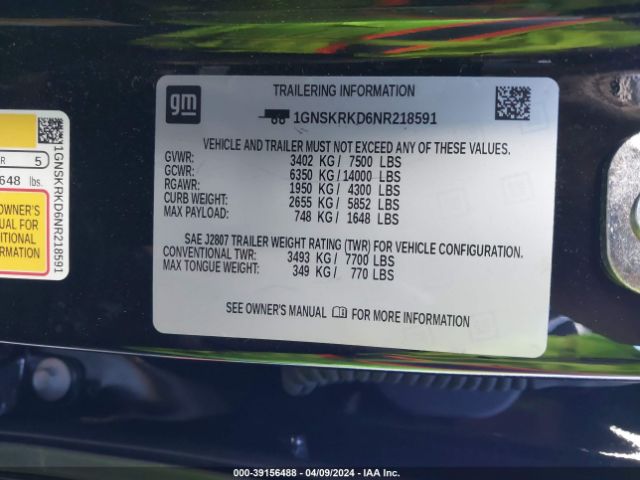 TRAILERING INFORMATION
gm
1GNSKRKD6NR218591
VEHICLE AND TRAILER MUST NOT EXCEED ANY OF THESE VALUES.
GVWR: 3402 KG/ 7500 LBS
GCWR: 6350 KG/ 14000 LBS
RGAWR: 1950 KG/ 4300 LBS
CURB WEIGHT: 2655 KG/ 5852 LBS
MAX PAYLOAD: 748 KG/ 1648 LBS
SAE J2807 TRAILER WEIGHT RATING (TWR) FOR VEHICLE CONFIGURATION.
CONVENTIONAL TWR: 3493 KG/ 7700 LBS
MAX TONGUE WEIGHT: 349 KG/ 770 LBS
SEE OWNER'S MANUAL FOR MORE INFORMATION
R 5
648 lbs.
OWNER'S
FOR
1GNSKRKD6NR218591
000-39156488 - 04/09/2024 - IAA Inc.